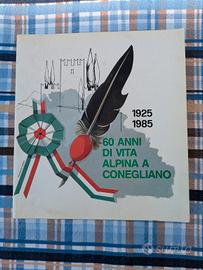 1925
1985
60 ANNI
DI VITA
ALPINA A
CONEGLIANO